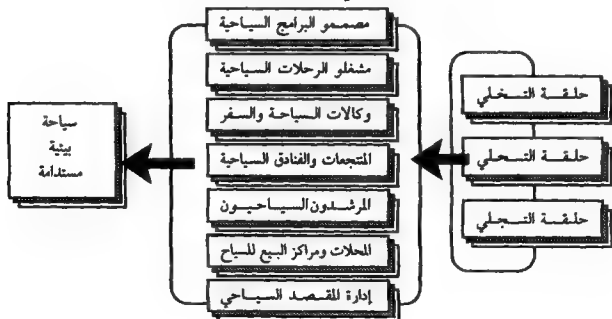 حلقة التخلي
حلقة التحلي
حلقة التجلي
مصممو البرامج السياحية
مشغلو الرحلات السياحية
وكالات السياحة والسفر
المنتجعات والفنادق السياحية
المرشدون السياحيون
المحلات ومراكز البيع للسياح
إدارة المقصد السياحي
سياحة
بيئية
مستدامة